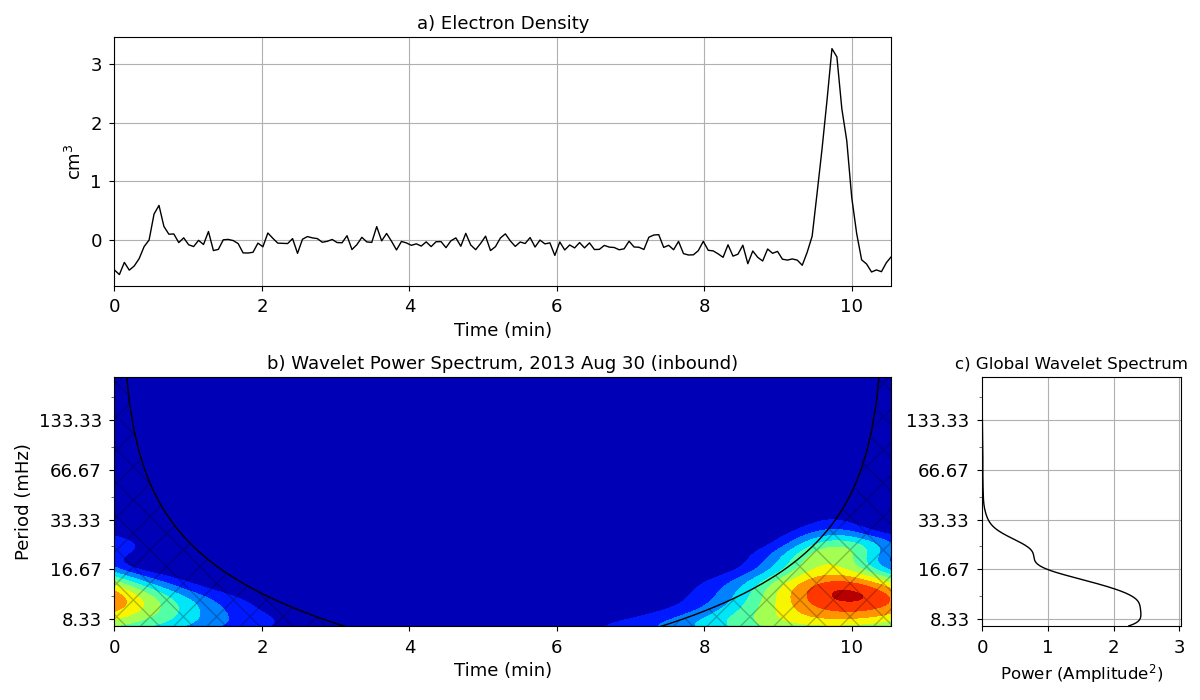 a) Electron Density
3
2
1
0
cm³
0 2 4 6 8 10
Time (min)
b) Wavelet Power Spectrum, 2013 Aug 30 (inbound)
133.33
66.67
33.33
16.67
8.33
Period (mHz)
0 2 4 6 8 10
Time (min)
c) Global Wavelet Spectrum
133.33
66.67
33.33
16.67
8.33
0 1 2 3
Power (Amplitude²)